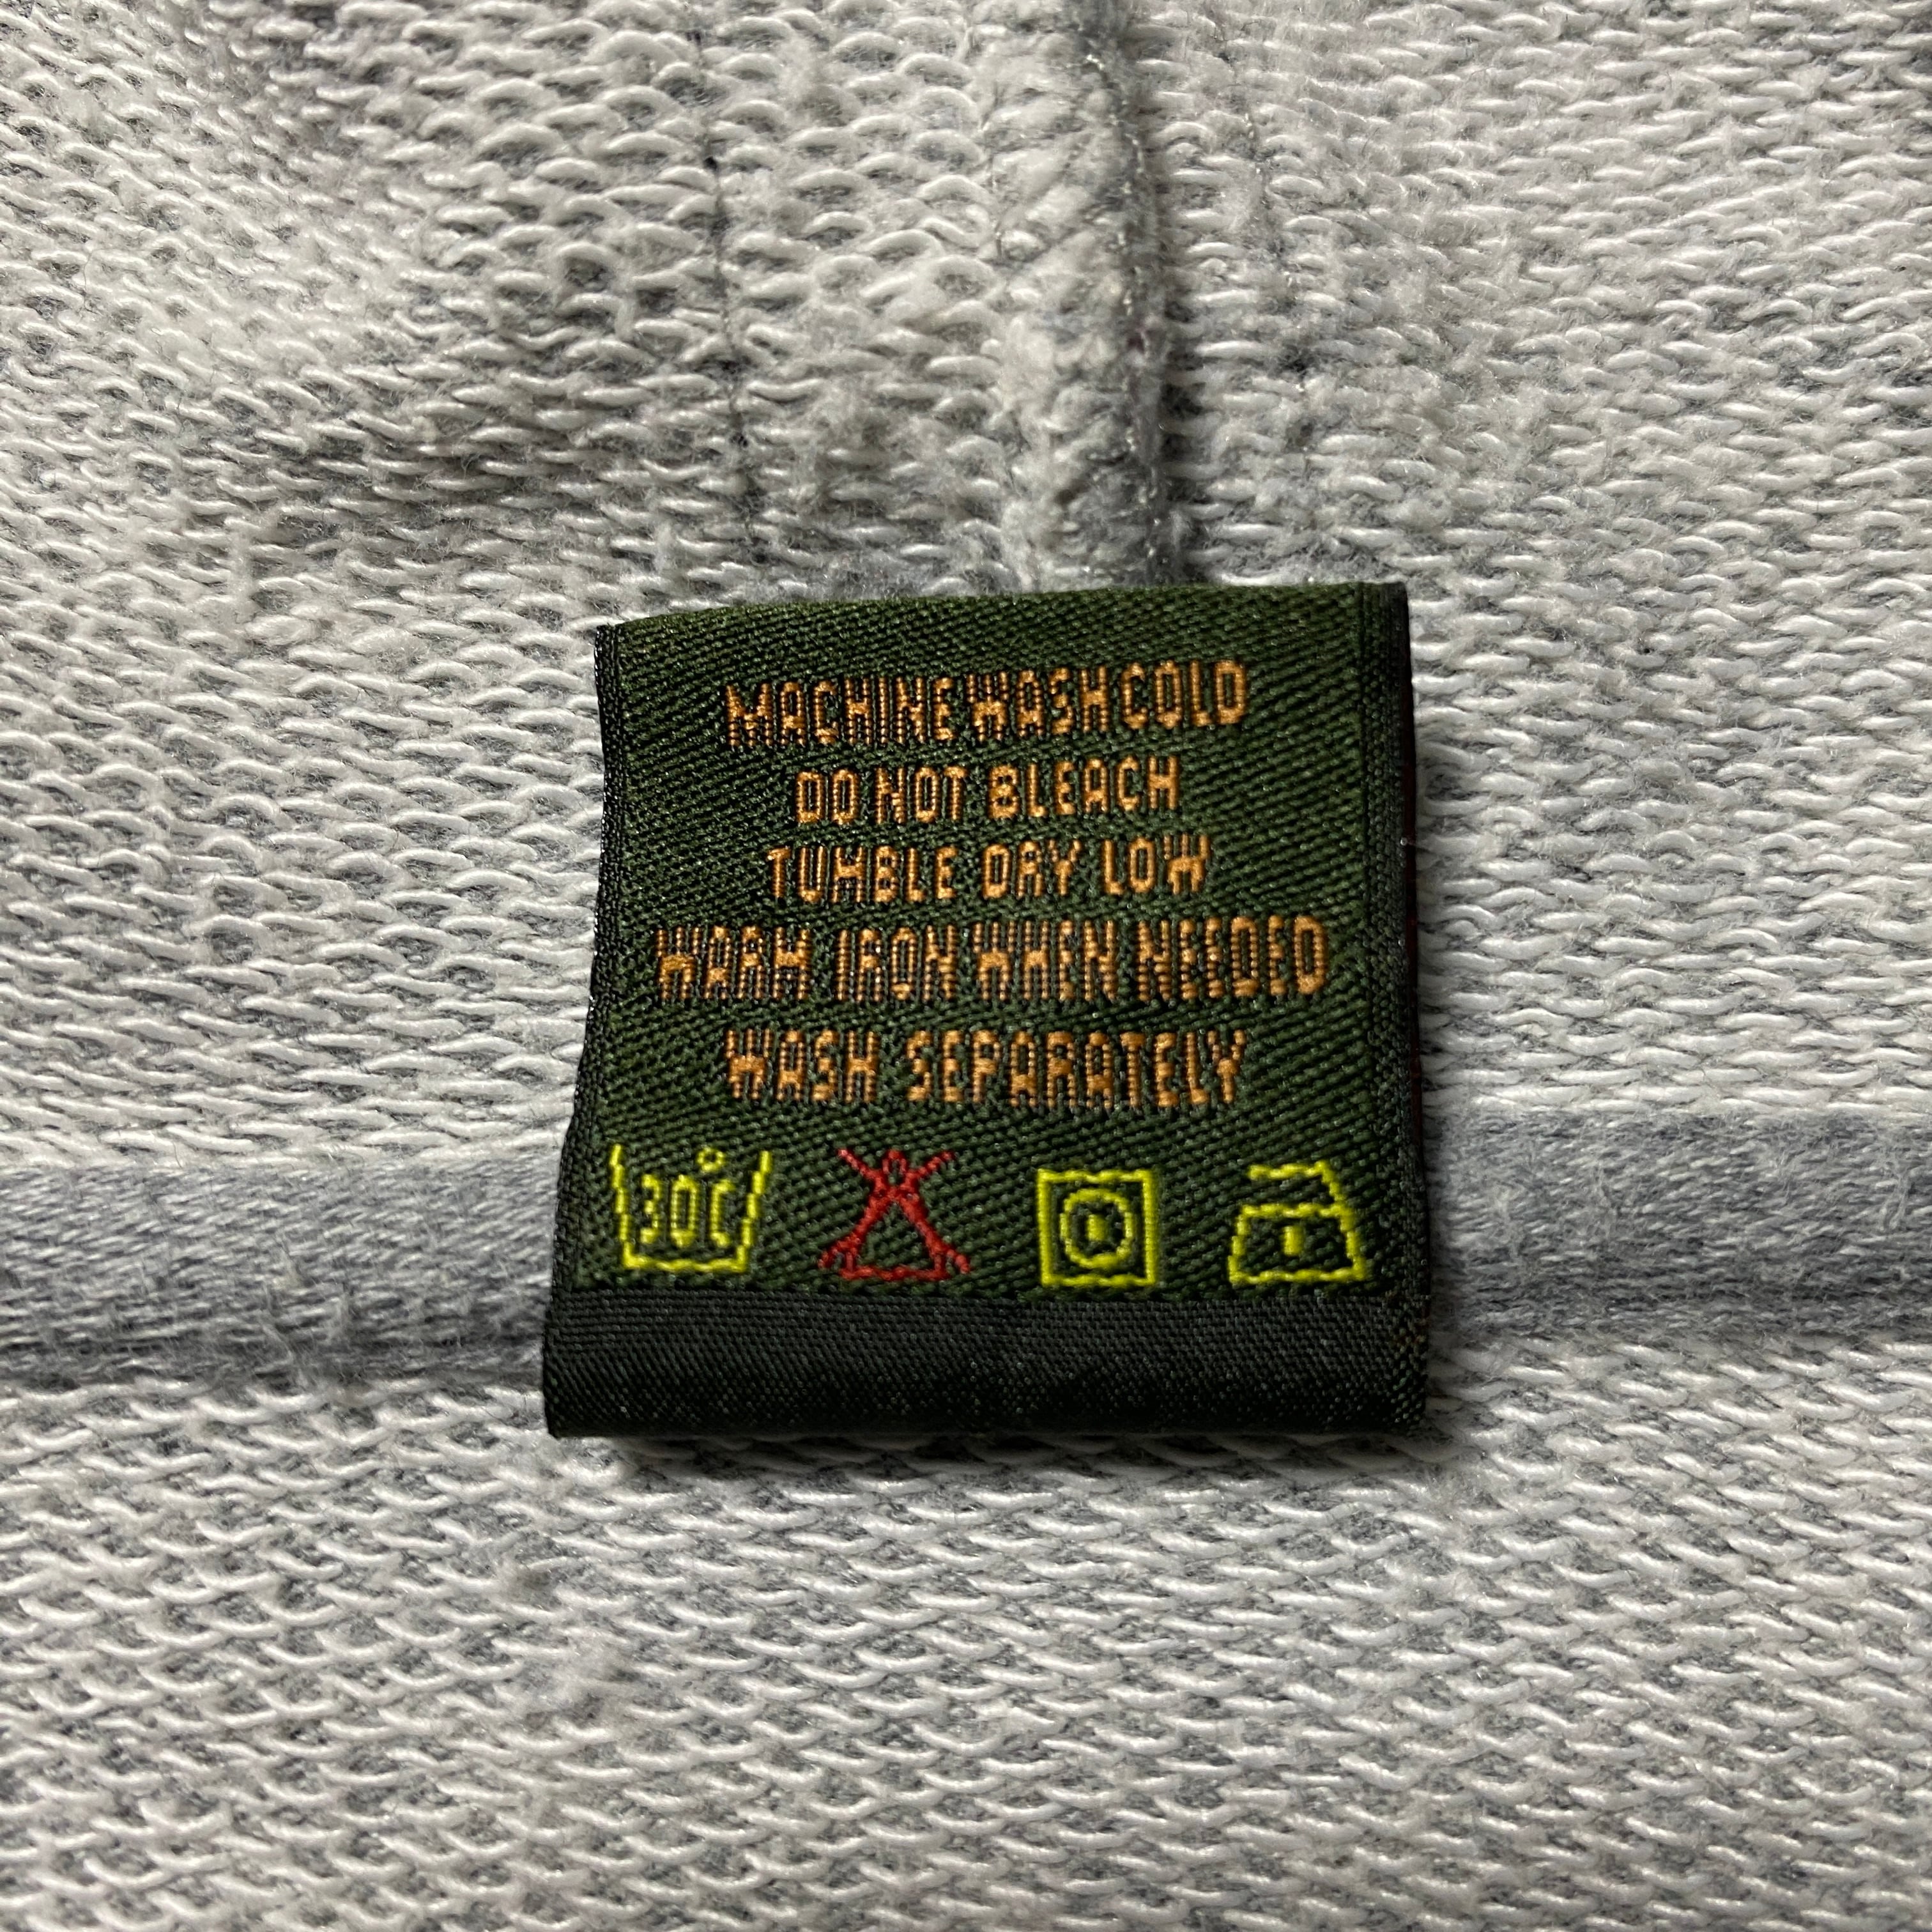 MACHINE WASH COLD
DO NOT BLEACH
TUMBLE DRY LOW
WARM IRON WHEN NEEDED
WASH SEPARATELY
30°C